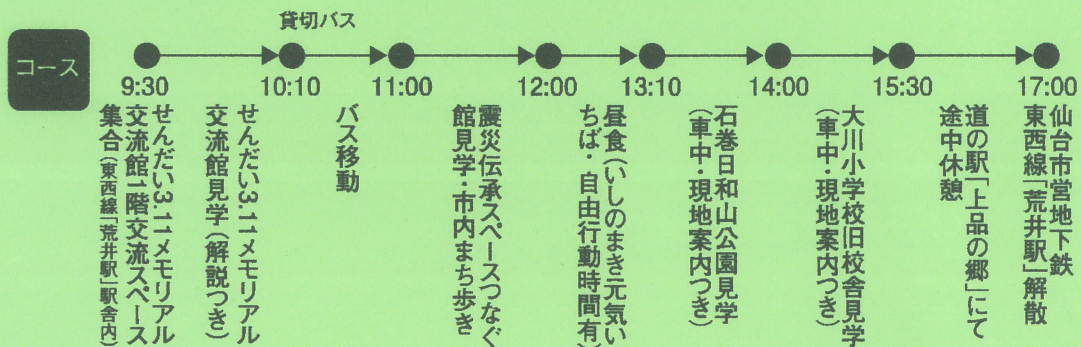 貸切バス
コース
9:30
10:10
11:00
12:00
13:10
14:00
15:30
17:00
せんだい3.11メモリアル
交流館1階交流スペース
集合(東西線「荒井駅」駅舎内)
せんだい3.11メモリアル
交流館見学(解説つき)
バス移動
震災伝承スペースつなぐ
館見学・市内まち歩き
昼食(いしのまき元気い
ちば・自由行動時間有)
石巻日和山公園見学
(車中・現地案内つき)
大川小学校旧校舎見学
(車中・現地案内つき)
道の駅「上品の郷」にて
途中休憩
仙台市営地下鉄
東西線「荒井駅」解散